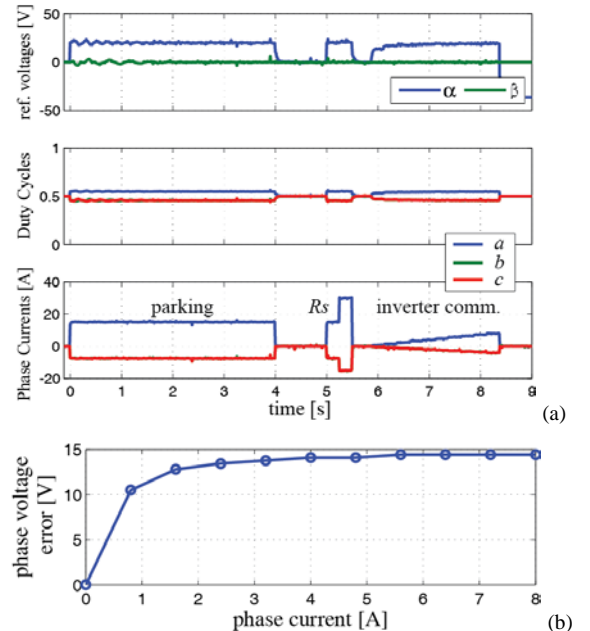 ref. voltages [V]
50
0
-50
α β
Duty Cycles
1
0.5
0
a
b
c
Phase Currents [A]
40
20
0
-20
parking Rs inverter comm.
0 1 2 3 4 5 6 7 8 9
time [s]
(a)
phase voltage
error [V]
15
10
5
0
0 1 2 3 4 5 6 7 8
phase current [A]
(b)